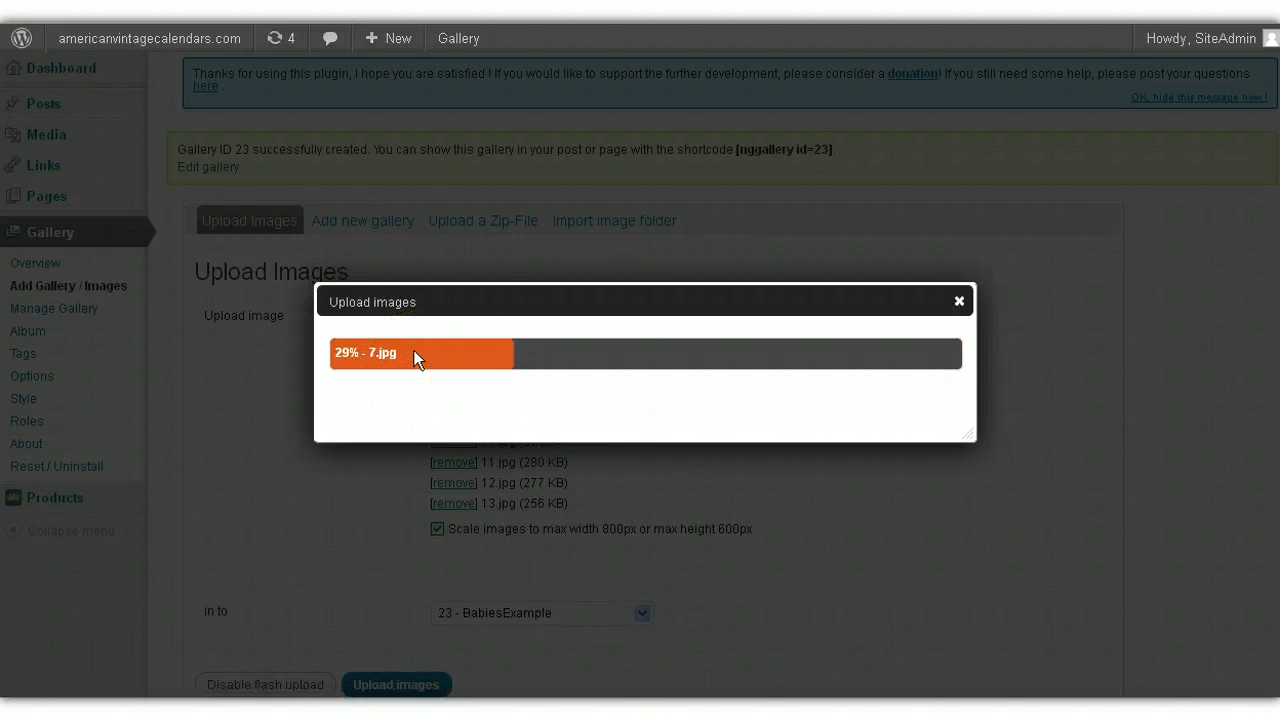 americanvintagecalendars.com 4 New Gallery Howdy, SiteAdmin
Dashboard
Posts
Media
Links
Pages
Gallery
Overview
Add Gallery / Images
Manage Gallery
Album
Tags
Options
Style
Roles
About
Reset / Uninstall
Products
Collapse menu
Thanks for using this plugin, I hope you are satisfied ! If you would like to support the further development, please consider a donation! If you still need some help, please post your questions
here .
OK, hide this message now !
Gallery ID 23 successfully created. You can show this gallery in your post or page with the shortcode [nggallery id=23].
Edit gallery
Upload Images Add new gallery Upload a Zip-File Import image folder
Upload Images
Upload image
Upload images
29% - 7.jpg
[remove] 11.jpg (280 KB)
[remove] 12.jpg (277 KB)
[remove] 13.jpg (256 KB)
Scale images to max width 800px or max height 600px
in to 23 - BabiesExample
Disable flash upload Upload images